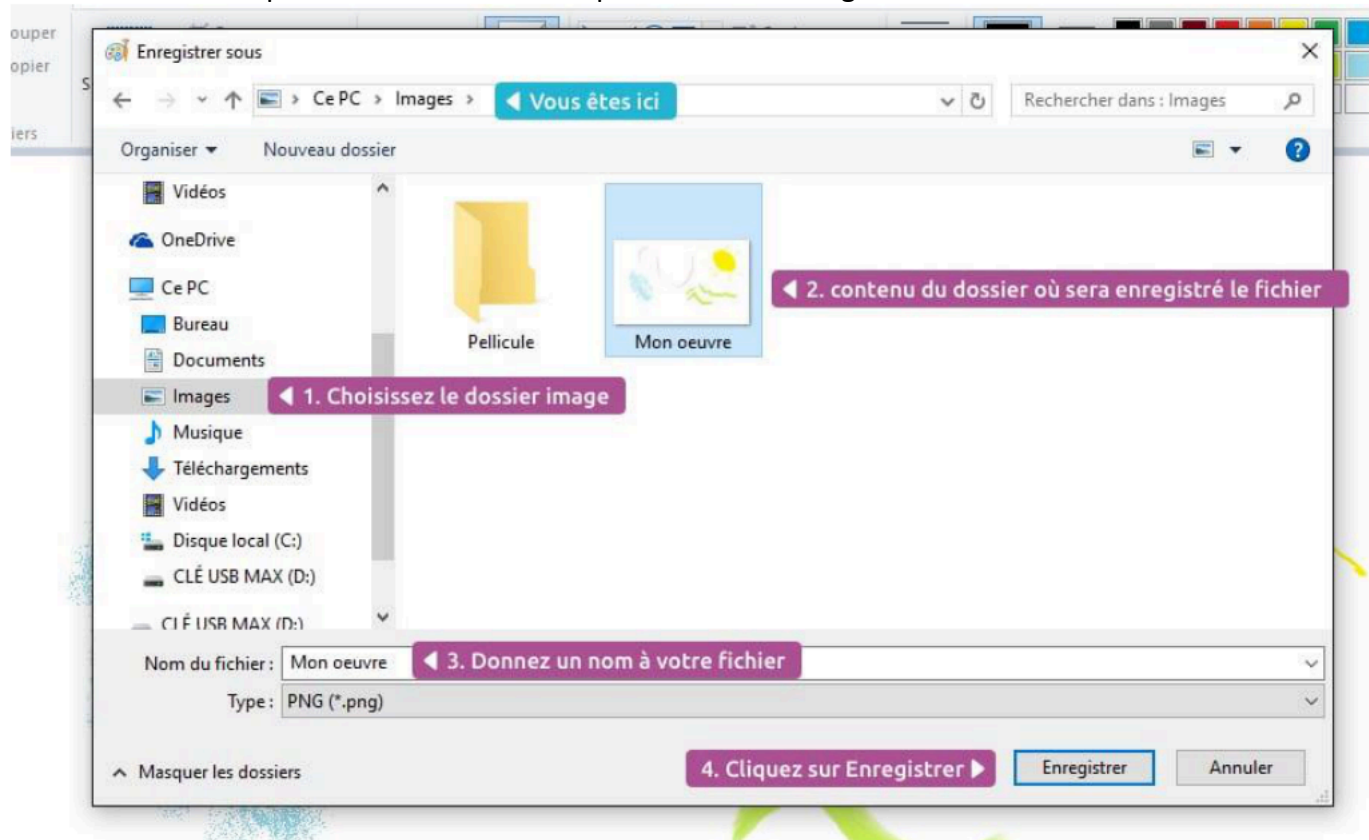 ouper
opier
iers
Enregistrer sous
Ce PC > Images >
Vous êtes ici
Rechercher dans : Images
Organiser
Nouveau dossier
Vidéos
OneDrive
Ce PC
Bureau
Documents
Images
Musique
Téléchargements
Vidéos
Disque local (C:)
CLÉ USB MAX (D:)
CLÉ USB MAX (D:)
Pellicule
Mon oeuvre
2. contenu du dossier où sera enregistré le fichier
1. Choisissez le dossier image
Nom du fichier : Mon oeuvre
3. Donnez un nom à votre fichier
Type : PNG (*.png)
Masquer les dossiers
4. Cliquez sur Enregistrer
Enregistrer
Annuler